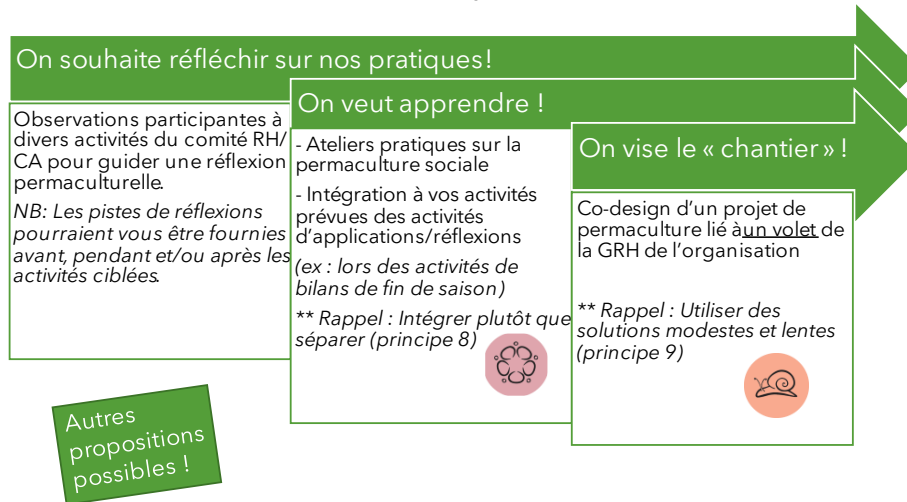 On souhaite réfléchir sur nos pratiques!
Observations participantes à
divers activités du comité RH/
CA pour guider une réflexion
permaculturelle.
NB: Les pistes de réflexions
pourraient vous être fournies
avant, pendant et/ou après les
activités ciblées.
On veut apprendre !
- Ateliers pratiques sur la
permaculture sociale
- Intégration à vos activités
prévues des activités
d'applications/réflexions
(ex : lors des activités de
bilans de fin de saison)
** Rappel : Intégrer plutôt que
séparer (principe 8)
On vise le « chantier » !
Co-design d'un projet de
permaculture lié à un volet de
la GRH de l'organisation
** Rappel : Utiliser des
solutions modestes et lentes
(principe 9)
Autres
propositions
possibles !